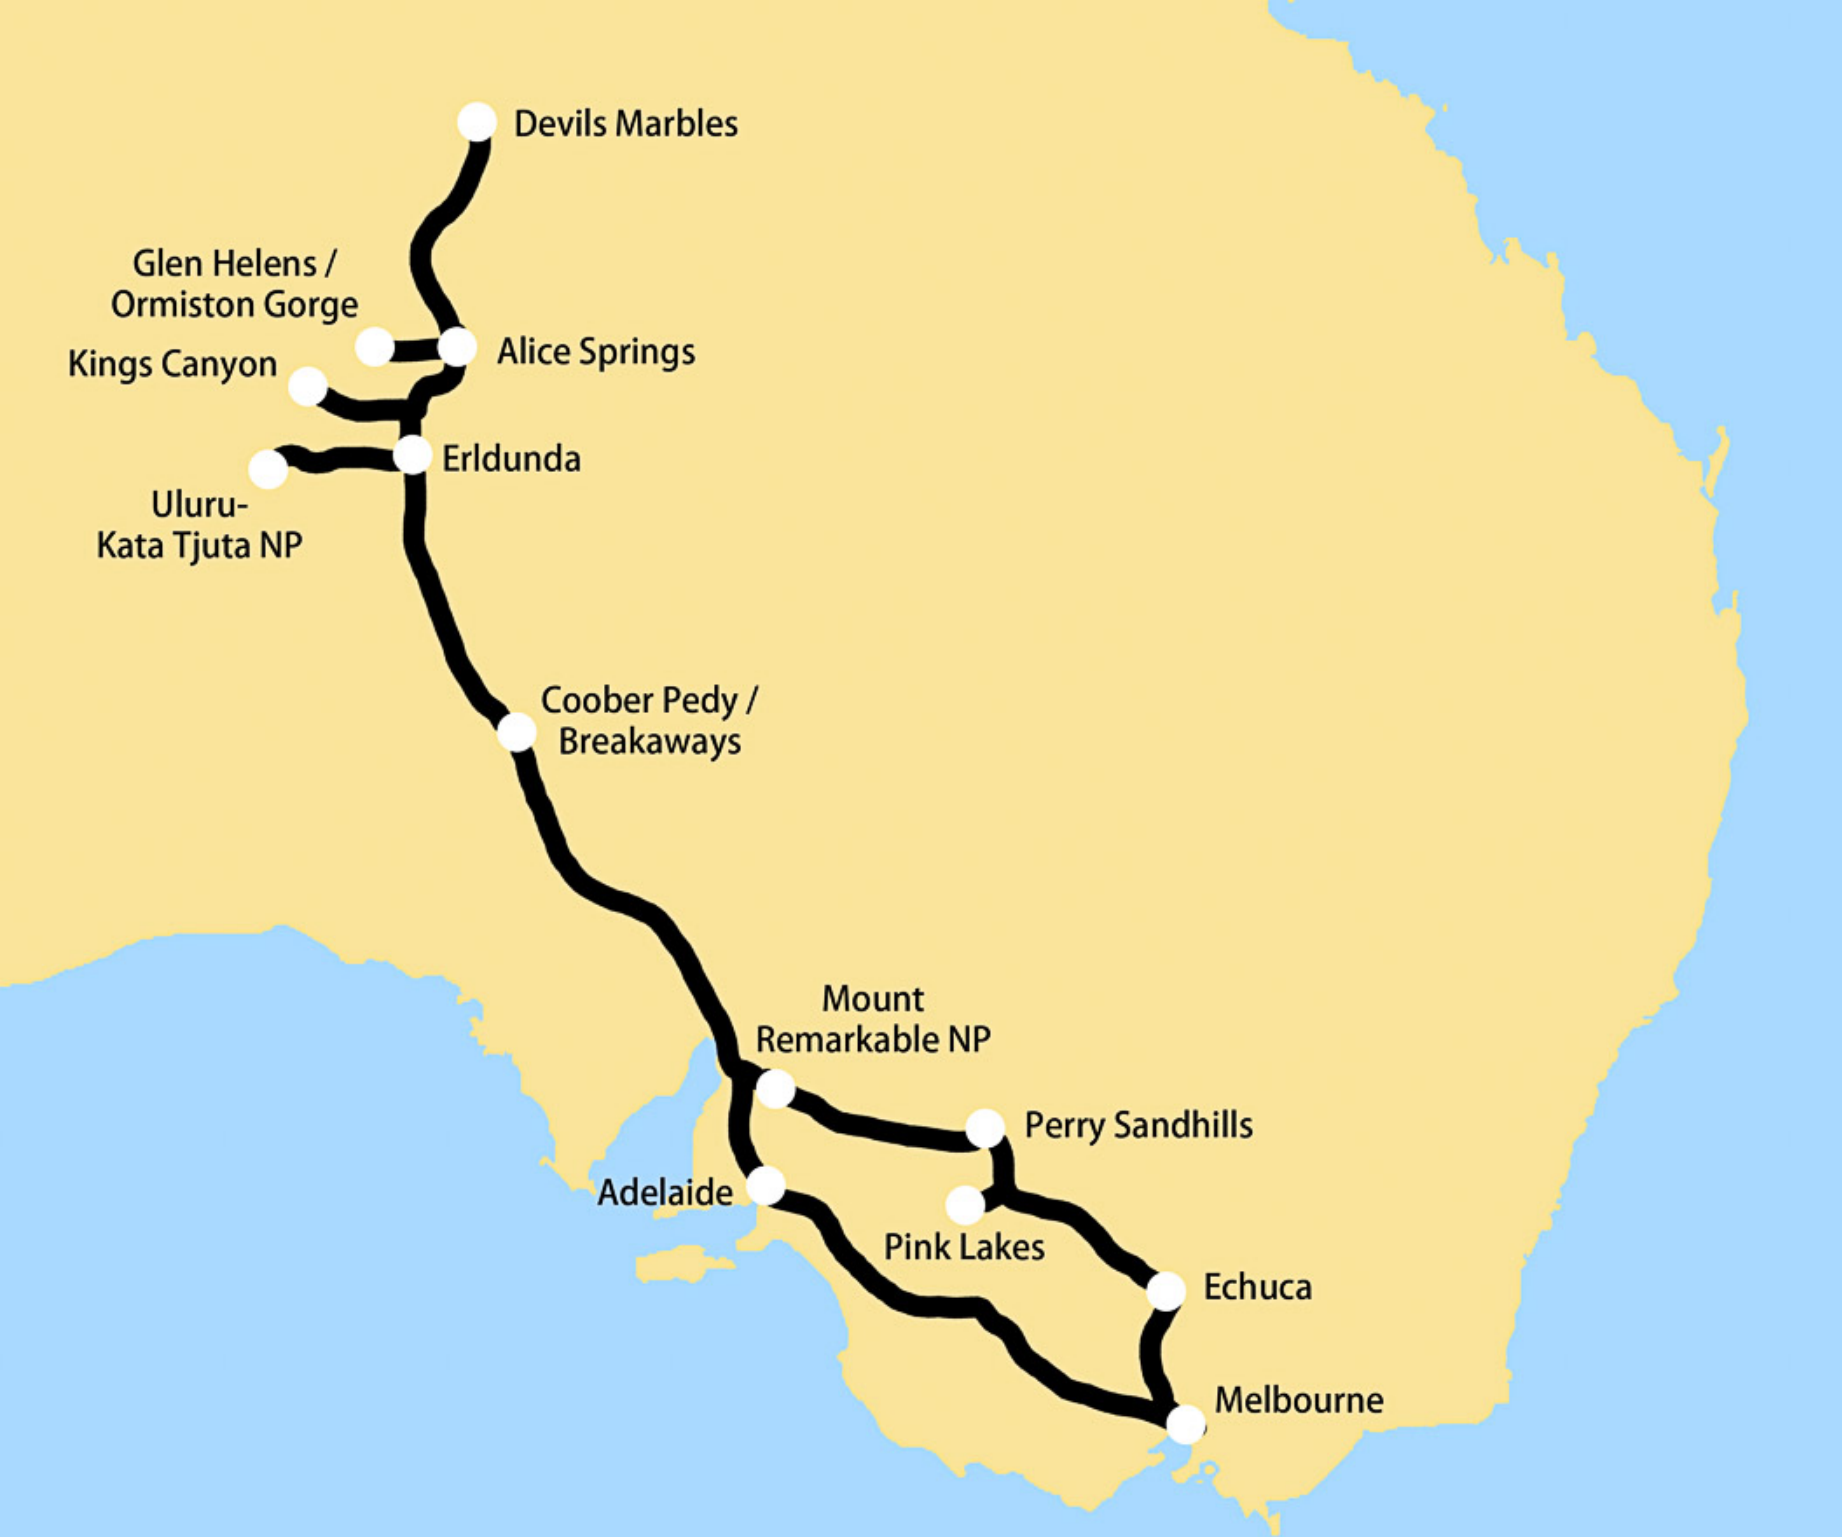 Devils Marbles
Glen Helens /
Ormiston Gorge
Alice Springs
Kings Canyon
Erldunda
Uluru-
Kata Tjuta NP
Coober Pedy /
Breakaways
Mount
Remarkable NP
Perry Sandhills
Adelaide
Pink Lakes
Echuca
Melbourne